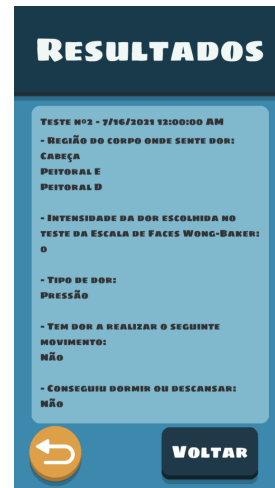 Resultados
Teste nº2 - 7/16/2021 12:00:00 AM
- Região do corpo onde sente dor:
Cabeça
Peitoral E
Peitoral D
- Intensidade da dor escolhida no
teste da Escala de Faces Wong-Baker:
0
- Tipo de dor:
Pressão
- Tem dor a realizar o seguinte
movimento:
Não
- Conseguiu dormir ou descansar:
Não
Voltar